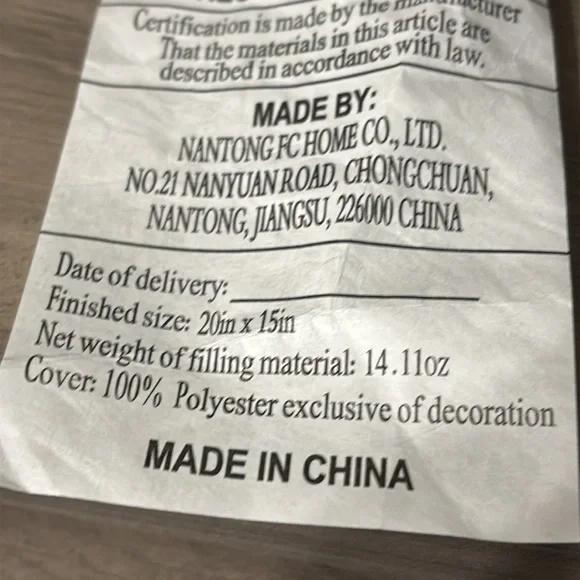 Certification is made by the manufacturer
That the materials in this article are
described in accordance with law.
MADE BY:
NANTONG FC HOME CO., LTD.
NO.21 NANYUAN ROAD, CHONGCHUAN,
NANTONG, JIANGSU, 226000 CHINA
Date of delivery:
Finished size: 20in x 15in
Net weight of filling material: 14.11oz
Cover: 100% Polyester exclusive of decoration
MADE IN CHINA